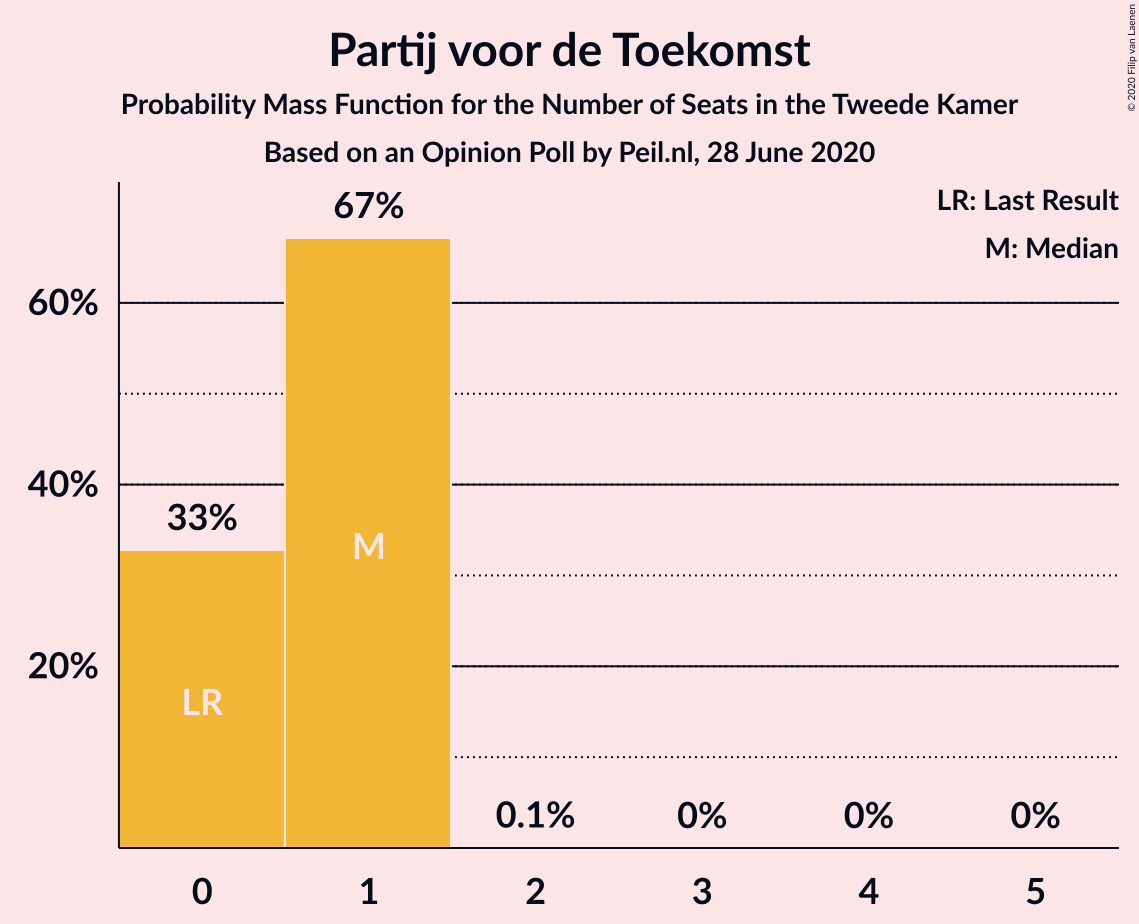 Partij voor de Toekomst
Probability Mass Function for the Number of Seats in the Tweede Kamer
Based on an Opinion Poll by Peil.nl, 28 June 2020
© 2020 Filip van Laenen
LR: Last Result
M: Median
67%
60%
40%
33%
M
20%
LR
0.1%
0%
0%
0%
0
1
2
3
4
5